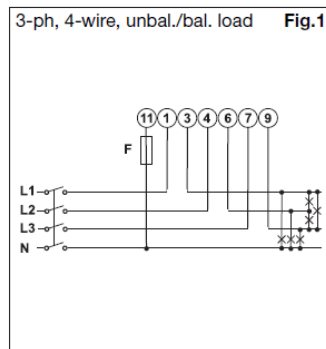 3-ph, 4-wire, unbal./bal. load Fig.1
11 1 3 4 6 7 9
F
L1
L2
L3
N